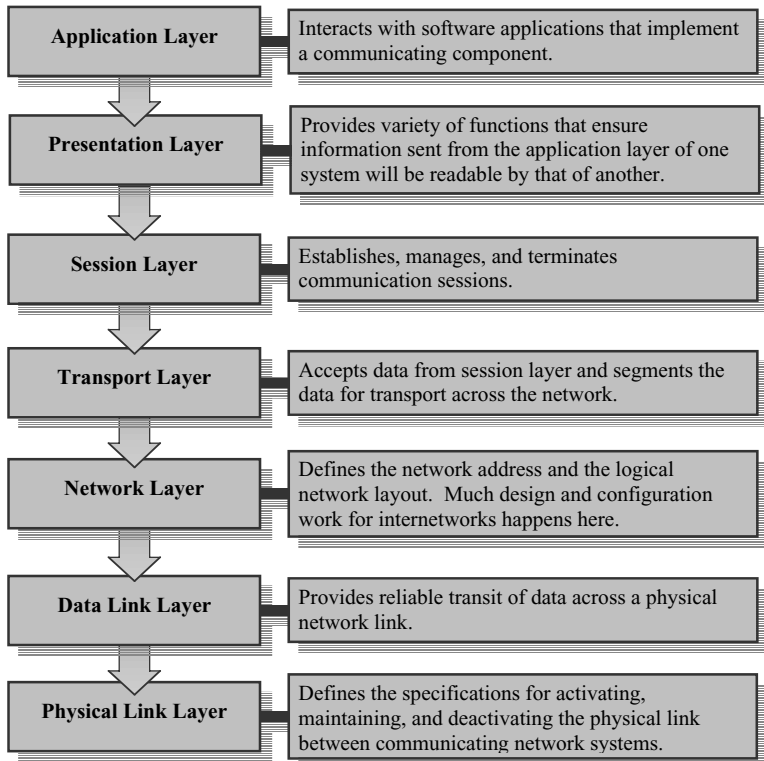 Application Layer
Interacts with software applications that implement
a communicating component.
Presentation Layer
Provides variety of functions that ensure
information sent from the application layer of one
system will be readable by that of another.
Session Layer
Establishes, manages, and terminates
communication sessions.
Transport Layer
Accepts data from session layer and segments the
data for transport across the network.
Network Layer
Defines the network address and the logical
network layout.  Much design and configuration
work for internetworks happens here.
Data Link Layer
Provides reliable transit of data across a physical
network link.
Physical Link Layer
Defines the specifications for activating,
maintaining, and deactivating the physical link
between communicating network systems.